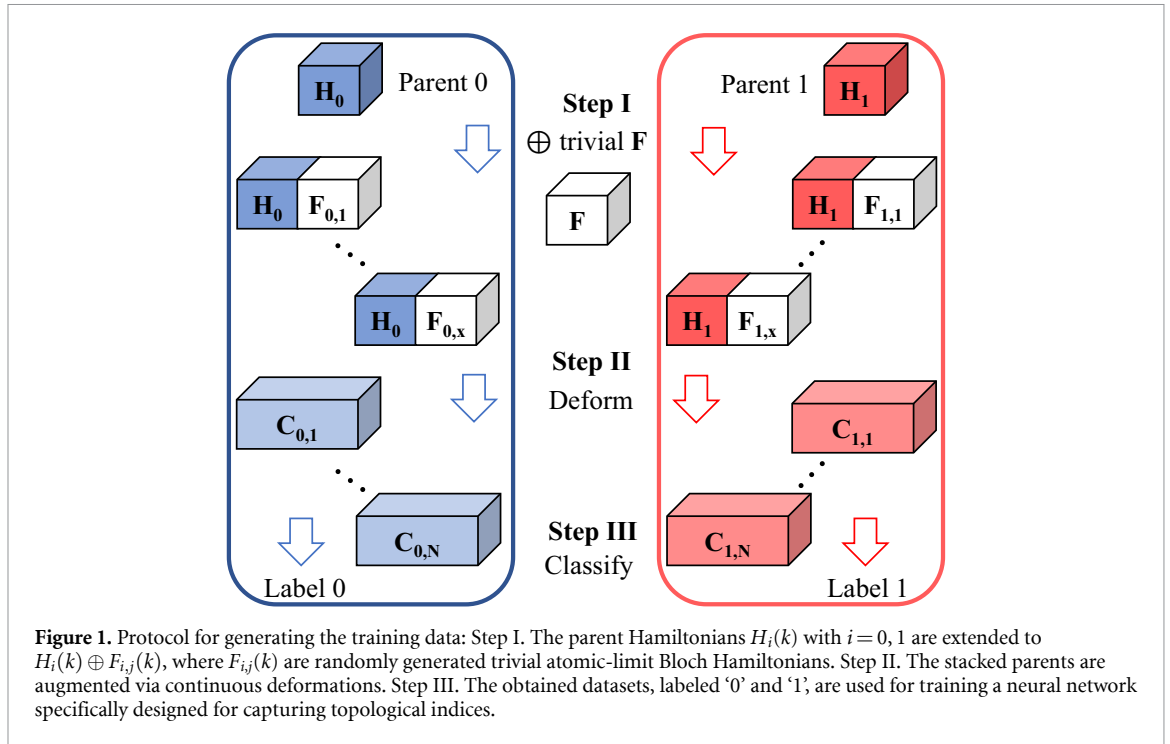 H₀
Parent 0
Step I
⊕ trivial F
Parent 1
H₁
H₀ F₀,₁
F
H₁ F₁,₁
H₀ F₀,ₓ
H₁ F₁,ₓ
Step II
Deform
C₀,₁
C₁,₁
C₀,N
Step III
Classify
C₁,N
Label 0
Label 1
Figure 1. Protocol for generating the training data: Step I. The parent Hamiltonians Hᵢ(k) with i = 0, 1 are extended to
Hᵢ(k) ⊕ Fᵢ,ⱼ(k), where Fᵢ,ⱼ(k) are randomly generated trivial atomic-limit Bloch Hamiltonians. Step II. The stacked parents are
augmented via continuous deformations. Step III. The obtained datasets, labeled ‘0’ and ‘1’, are used for training a neural network
specifically designed for capturing topological indices.